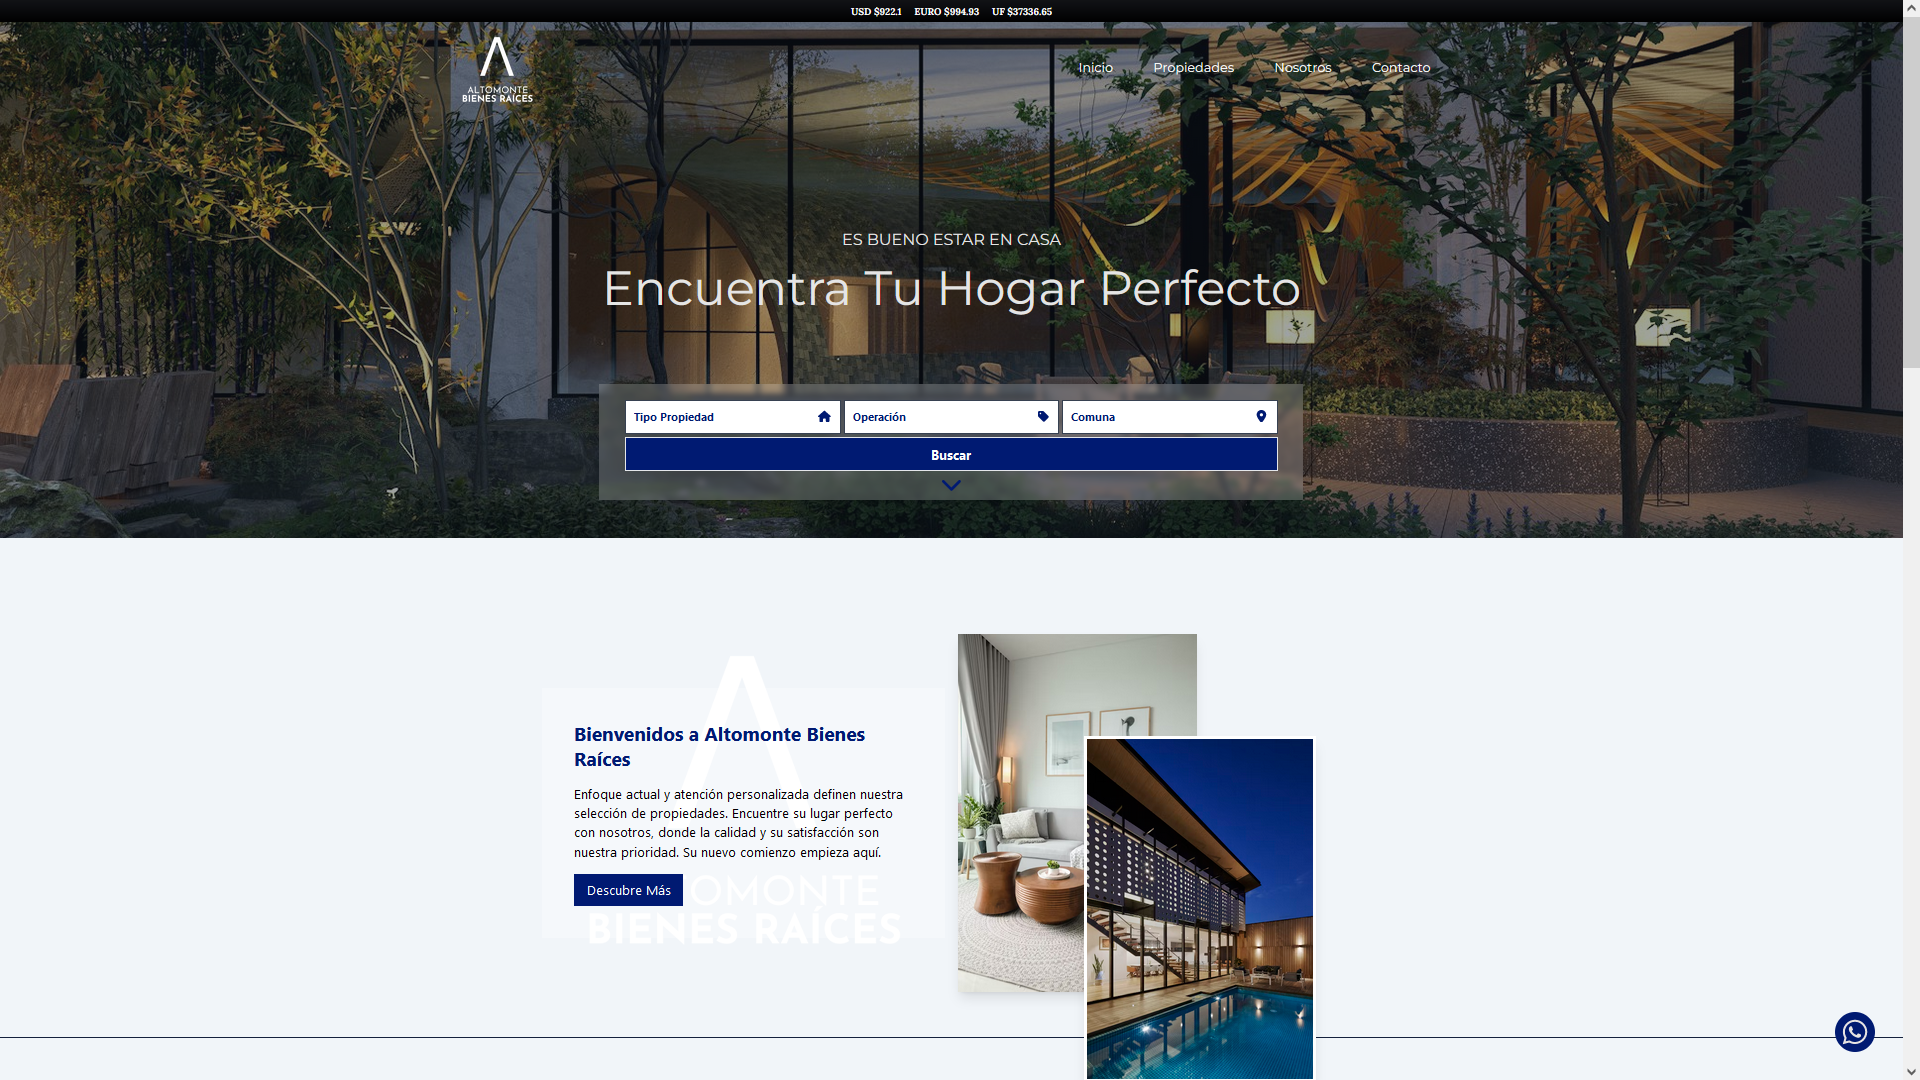 USD $922.1 EURO $994.93 UF $37336.65
ALTOMONTE
BIENES RAÍCES
Inicio Propiedades Nosotros Contacto
ES BUENO ESTAR EN CASA
Encuentra Tu Hogar Perfecto
Tipo Propiedad Operación Comuna
Buscar
Bienvenidos a Altomonte Bienes
Raíces
Enfoque actual y atención personalizada definen nuestra
selección de propiedades. Encuentre su lugar perfecto
con nosotros, donde la calidad y su satisfacción son
nuestra prioridad. Su nuevo comienzo empieza aquí.
Descubre Más
OMONTE
BIENES RAÍCES